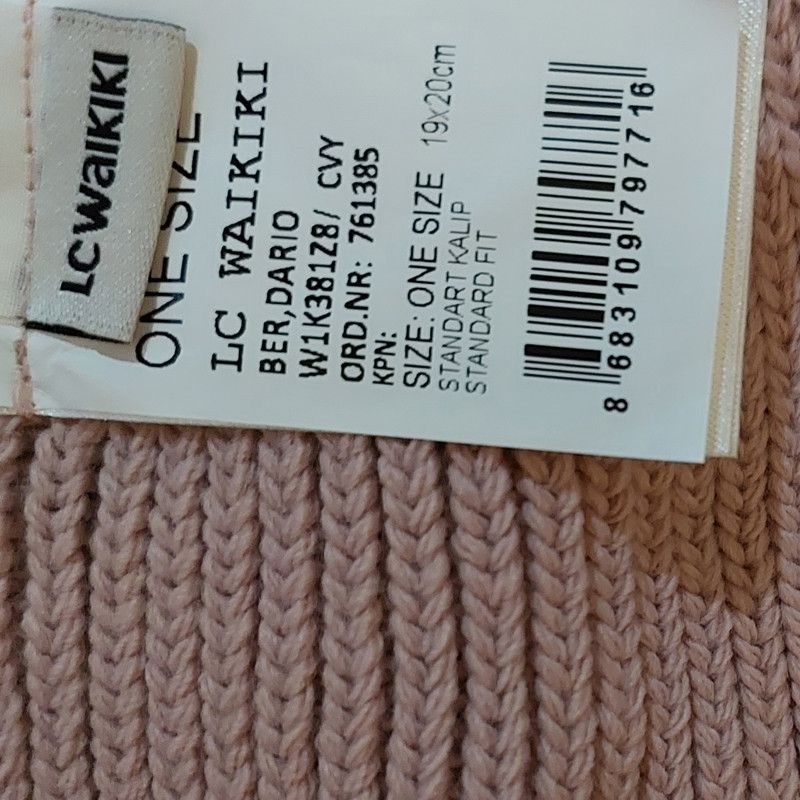 LCWAIKIKI
ONE SIZE
LC WAIKIKI
BER,DARIO
W1K381Z8/ CVY
ORD.NR: 761385
KPN:
SIZE: ONE SIZE 19x20cm
STANDART KALIP
STANDARD FIT
8 683109 797716